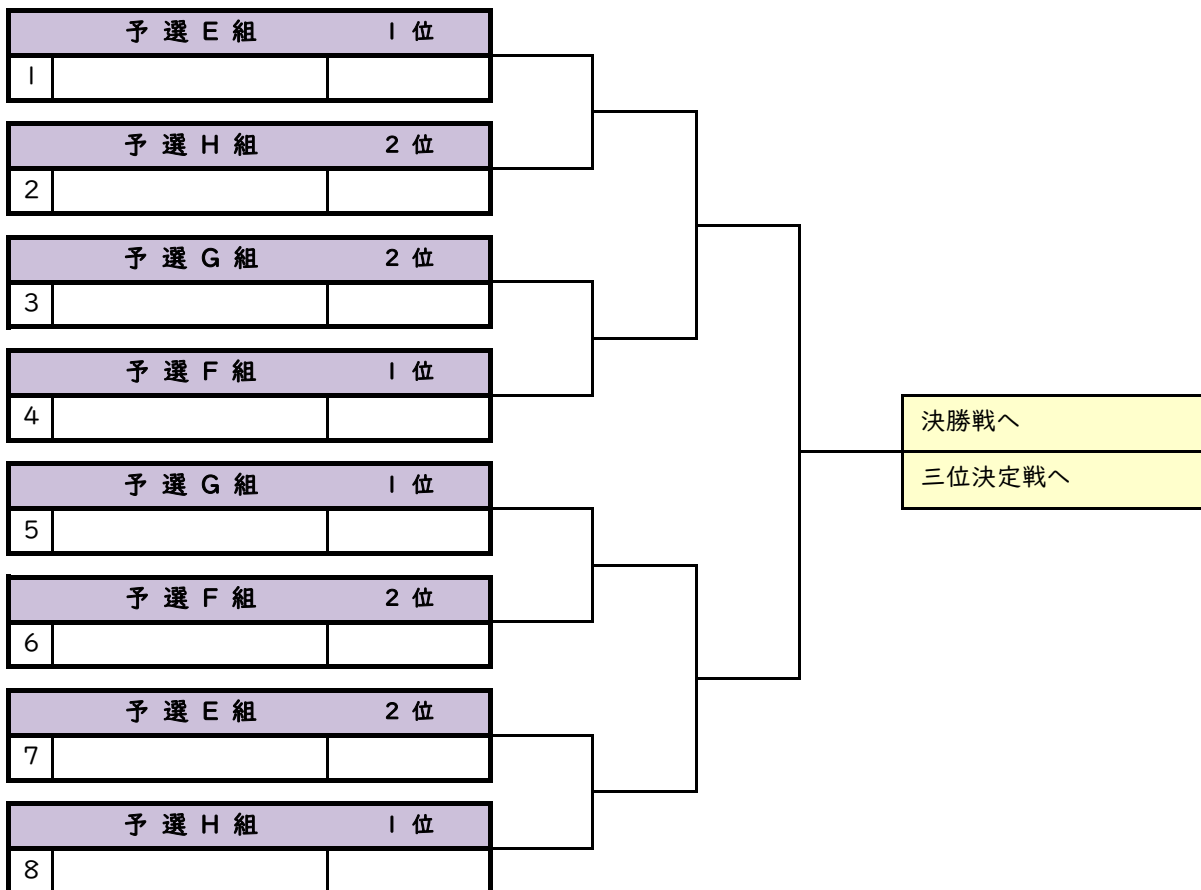 予選E組 1位
1
予選H組 2位
2
予選G組 2位
3
予選F組 1位
4
決勝戦へ
三位決定戦へ
予選G組 1位
5
予選F組 2位
6
予選E組 2位
7
予選H組 1位
8